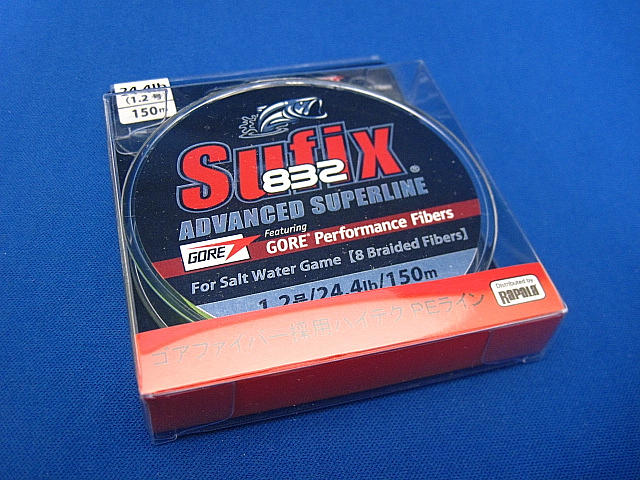 24.4lb
(1.2号
150m
Sufix®
832
ADVANCED SUPERLINE
GORE
Featuring
GORE® Performance Fibers
For Salt Water Game【8 Braided Fibers】
1.2号/24.4lb/150m
Distributed by
RAPALA
ゴアファイバー採用ハイテクPEライン